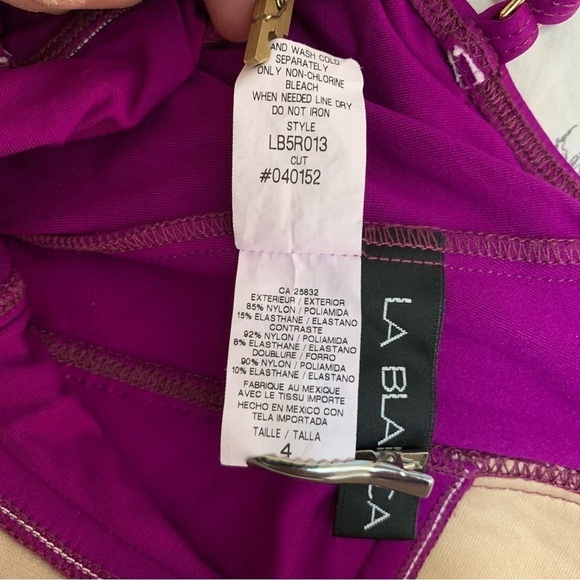 AND WASH COLD
SEPARATELY
ONLY NON-CHLORINE
BLEACH
WHEN NEEDED LINE DRY
DO NOT IRON
STYLE
LB5R013
CUT
#040152
CA 25832
EXTERIEUR / EXTERIOR
85% NYLON / POLIAMIDA
15% ELASTHANE / ELASTANO
CONTRASTE
92% NYLON / POLIAMIDA
8% ELASTHANE / ELASTANO
DOUBLURE / FORRO
90% NYLON / POLIAMIDA
10% ELASTHANE / ELASTANO
FABRIQUE AU MEXIQUE
AVEC LE TISSU IMPORTE
HECHO EN MEXICO CON
TELA IMPORTADA
TAILLE / TALLA
4
LA BLA CA